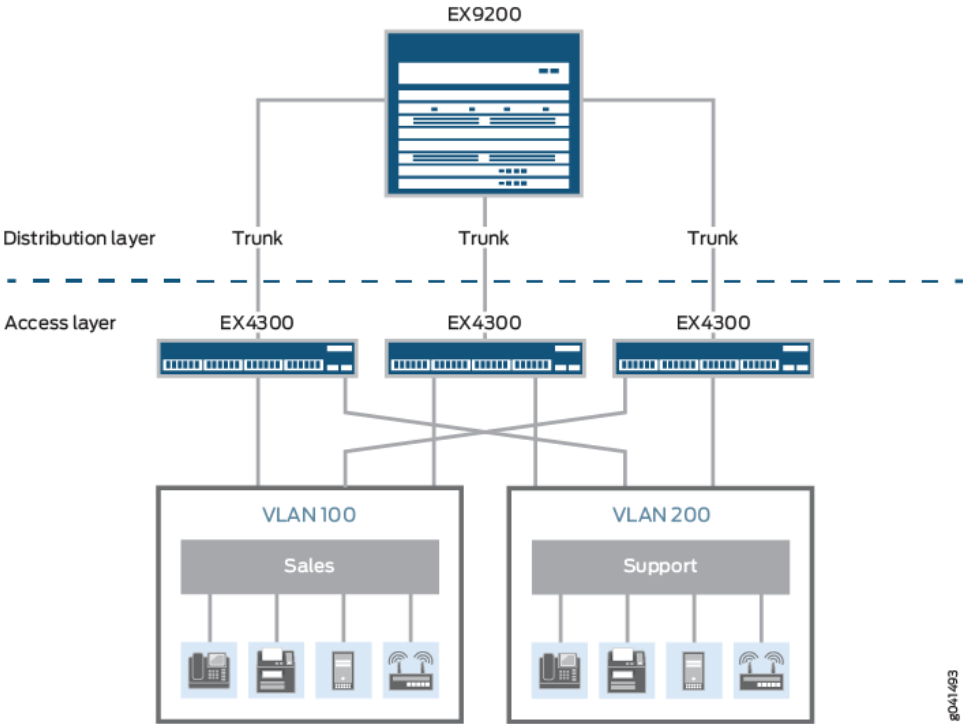 EX9200
Distribution layer
Trunk
Trunk
Trunk
Access layer
EX4300
EX4300
EX4300
VLAN 100
VLAN 200
Sales
Support
g041493